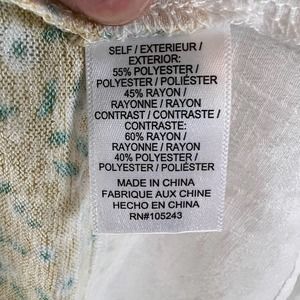 SELF / EXTERIEUR /
EXTERIOR:
55% POLYESTER /
POLYESTER / POLIÉSTER
45% RAYON /
RAYONNE / RAYON
CONTRAST / CONTRASTE /
CONTRASTE:
60% RAYON /
RAYONNE / RAYON
40% POLYESTER /
POLYESTER / POLIÉSTER
MADE IN CHINA
FABRIQUE AUX CHINE
HECHO EN CHINA
RN#105243